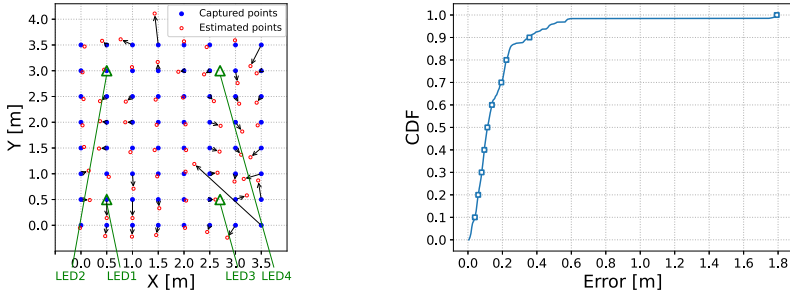 Captured points
Estimated points
4.0
3.5
3.0
2.5
2.0
1.5
1.0
0.5
0.0
Y [m]
0.0 0.5 1.0 1.5 2.0 2.5 3.0 3.5
X [m]
LED2 LED1 LED3 LED4
1.0
0.9
0.8
0.7
0.6
0.5
0.4
0.3
0.2
0.1
0.0
CDF
0.0 0.2 0.4 0.6 0.8 1.0 1.2 1.4 1.6 1.8
Error [m]